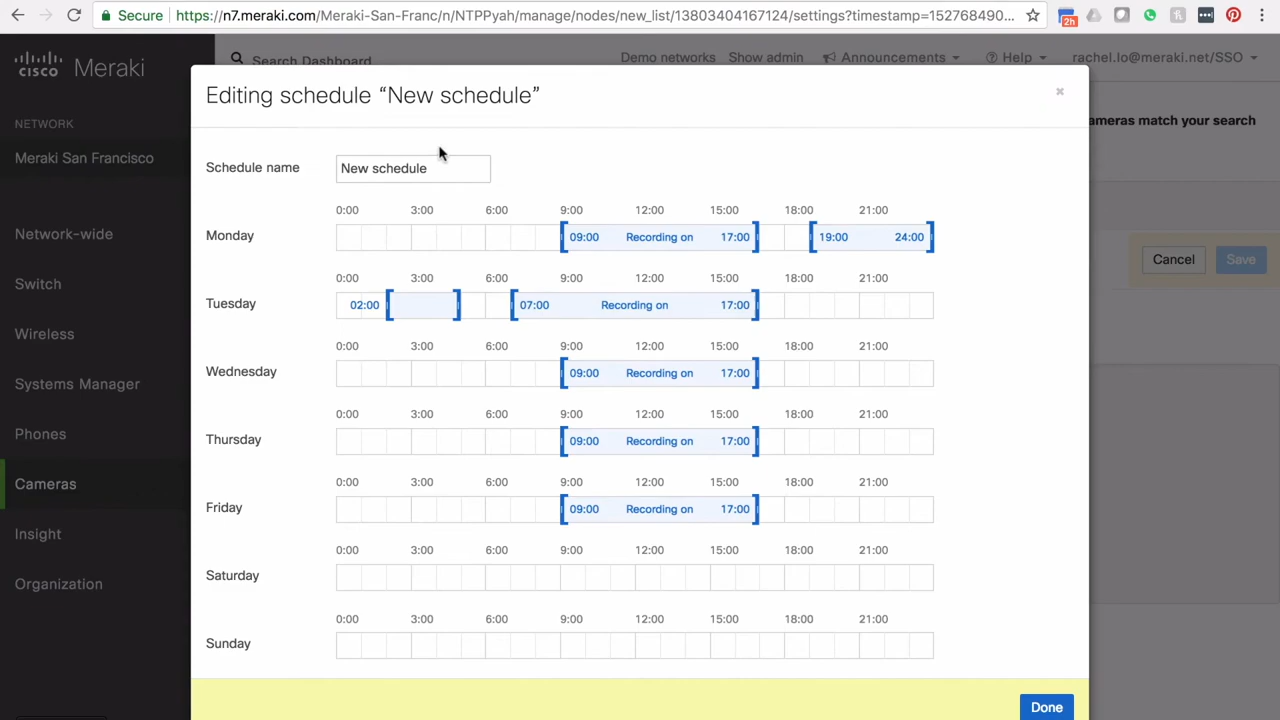 Secure https://n7.meraki.com/Meraki-San-Franc/n/NTPPyah/manage/nodes/new_list/13803404167124/settings?timestamp=152768490...
2h
CISCO Meraki
Search Dashboard
Demo networks Show admin Announcements Help rachel.lo@meraki.net/SSO
Editing schedule “New schedule”
×
NETWORK
Meraki San Francisco
Network-wide
Switch
Wireless
Systems Manager
Phones
Cameras
Insight
Organization
ameras match your search
Cancel Save
Schedule name New schedule
0:00 3:00 6:00 9:00 12:00 15:00 18:00 21:00
Monday 09:00 Recording on 17:00 19:00 24:00
0:00 3:00 6:00 9:00 12:00 15:00 18:00 21:00
Tuesday 02:00 07:00 Recording on 17:00
0:00 3:00 6:00 9:00 12:00 15:00 18:00 21:00
Wednesday 09:00 Recording on 17:00
0:00 3:00 6:00 9:00 12:00 15:00 18:00 21:00
Thursday 09:00 Recording on 17:00
0:00 3:00 6:00 9:00 12:00 15:00 18:00 21:00
Friday 09:00 Recording on 17:00
0:00 3:00 6:00 9:00 12:00 15:00 18:00 21:00
Saturday
0:00 3:00 6:00 9:00 12:00 15:00 18:00 21:00
Sunday
Done